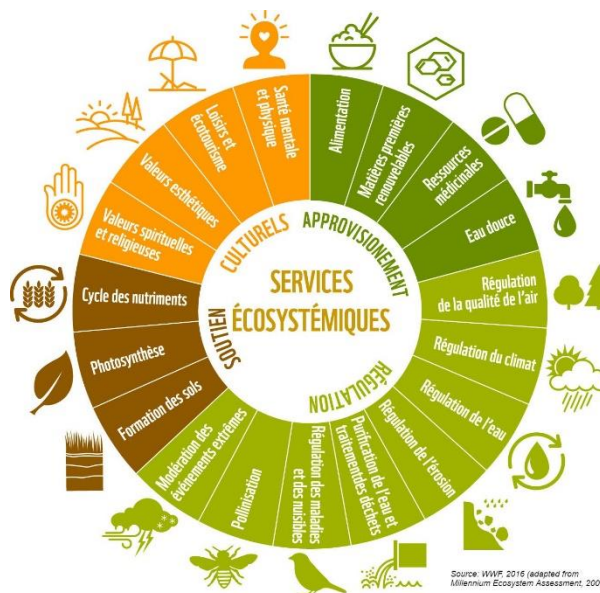 SERVICES
ÉCOSYSTÉMIQUES
CULTURELS
APPROVISIONEMENT
RÉGULATION
SOUTIEN
Alimentation
Matières premières
renouvelables
Ressources
médicinales
Eau douce
Régulation
de la qualité de l'air
Régulation du climat
Régulation de l'eau
Régulation de l'érosion
Purification de l'eau et
traitementdes déchets
Régulation des maladies
et des nuisibles
Pollinisation
Modération des
événements extrêmes
Formation des sols
Photosynthèse
Cycle des nutriments
Valeurs spirituelles
et religieuses
Valeurs esthétiques
Loisirs et
écotourisme
Santé mentale
et physique
Source: WWF, 2016 (adapted from
Millennium Ecosystem Assessment, 200